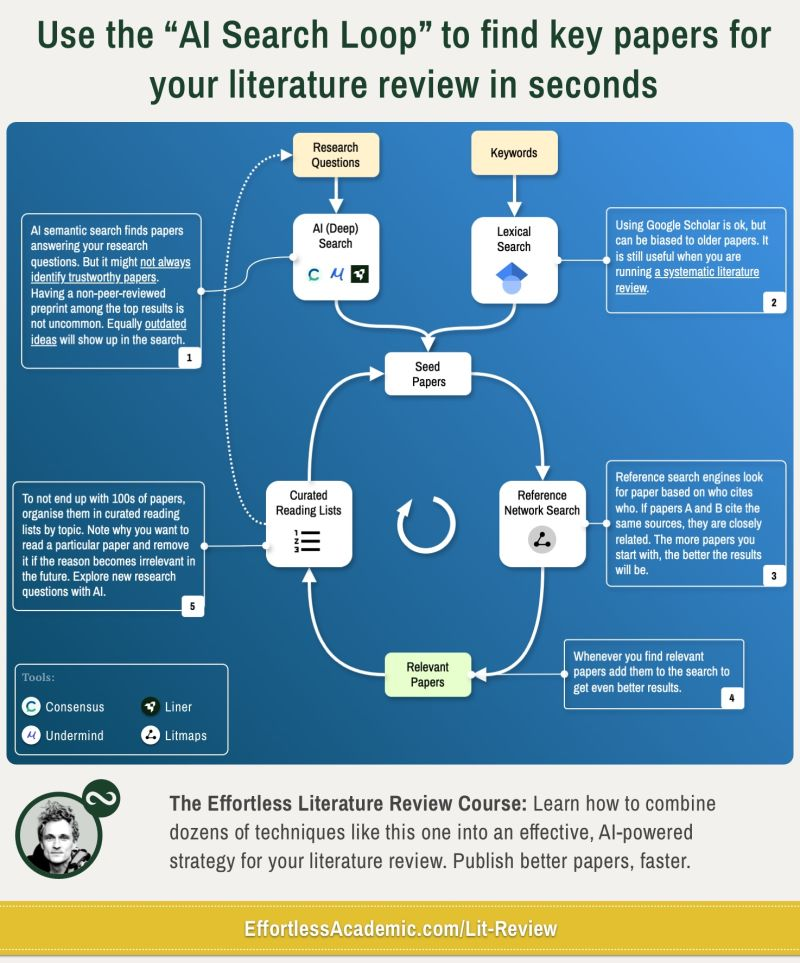 Use the “AI Search Loop” to find key papers for
your literature review in seconds
Research
Questions
Keywords
AI semantic search finds papers
answering your research
questions. But it might not always
identify trustworthy papers.
Having a non-peer-reviewed
preprint among the top results is
not uncommon. Equally outdated
ideas will show up in the search.
1
AI (Deep)
Search
Lexical
Search
Using Google Scholar is ok, but
can be biased to older papers. It
is still useful when you are
running a systematic literature
review.
2
Seed
Papers
To not end up with 100s of papers,
organise them in curated reading
lists by topic. Note why you want to
read a particular paper and remove
it if the reason becomes irrelevant in
the future. Explore new research
questions with AI.
5
Curated
Reading Lists
1
2
3
Reference
Network Search
Reference search engines look
for paper based on who cites
who. If papers A and B cite the
same sources, they are closely
related. The more papers you
start with, the better the results
will be.
3
Relevant
Papers
Whenever you find relevant
papers add them to the search to
get even better results.
4
Tools:
Consensus
Liner
Undermind
Litmaps
The Effortless Literature Review Course: Learn how to combine
dozens of techniques like this one into an effective, AI-powered
strategy for your literature review. Publish better papers, faster.
EffortlessAcademic.com/Lit-Review